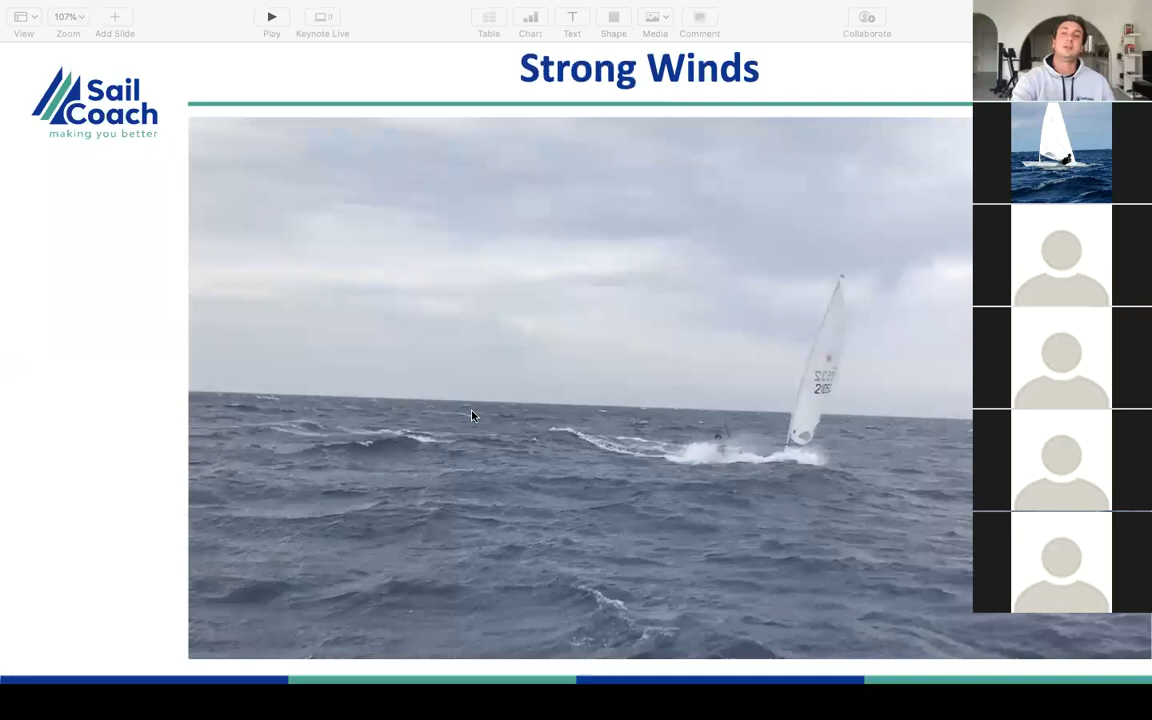 107%
View
Zoom
Add Slide
Play
Keynote Live
Table
Chart
Text
Shape
Media
Comment
Collaborate
Strong Winds
Sail
Coach
making you better